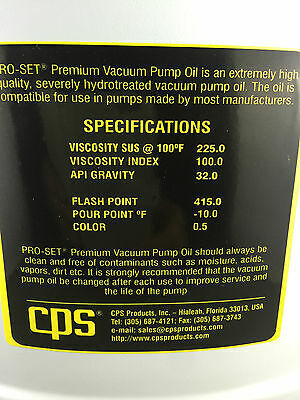 PRO-SET® Premium Vacuum Pump Oil is an extremely high
quality, severely hydrotreated vacuum pump oil. The oil is
compatible for use in pumps made by most manufacturers.
SPECIFICATIONS
VISCOSITY SUS @ 100ºF 225.0
VISCOSITY INDEX 100.0
API GRAVITY 32.0
FLASH POINT 415.0
POUR POINT ºF -10.0
COLOR 0.5
PRO-SET® Premium Vacuum Pump Oil should always be
clean and free of contaminants such as moisture, acids,
vapors, dirt etc. It is strongly recommended that the vacuum
pump oil be changed after each use to improve service and
the life of the pump
cps®
CPS Products, Inc. – Hialeah, Florida 33013, USA
Tel: (305) 687-4121; Fax: (305) 687-3743
e-mail: sales@cpsproducts.com
http://www.cpsproducts.com